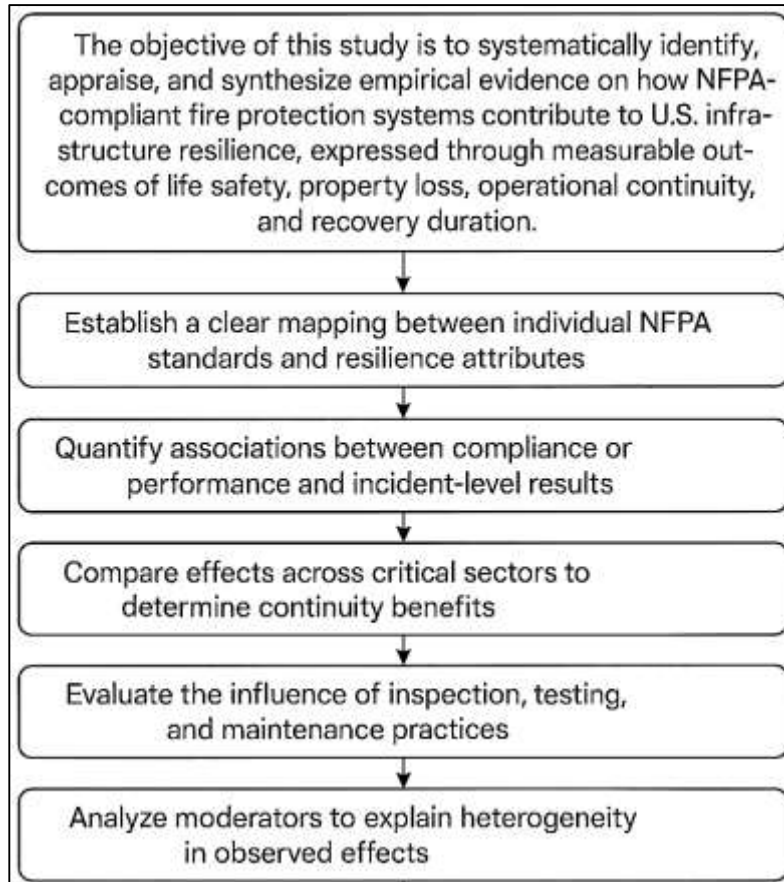 The objective of this study is to systematically identify,
appraise, and synthesize empirical evidence on how NFPA-
compliant fire protection systems contribute to U.S. infra-
structure resilience, expressed through measurable out-
comes of life safety, property loss, operational continuity,
and recovery duration.
Establish a clear mapping between individual NFPA
standards and resilience attributes
Quantify associations between compliance or
performance and incident-level results
Compare effects across critical sectors to
determine continuity benefits
Evaluate the influence of inspection, testing,
and maintenance practices
Analyze moderators to explain heterogeneity
in observed effects